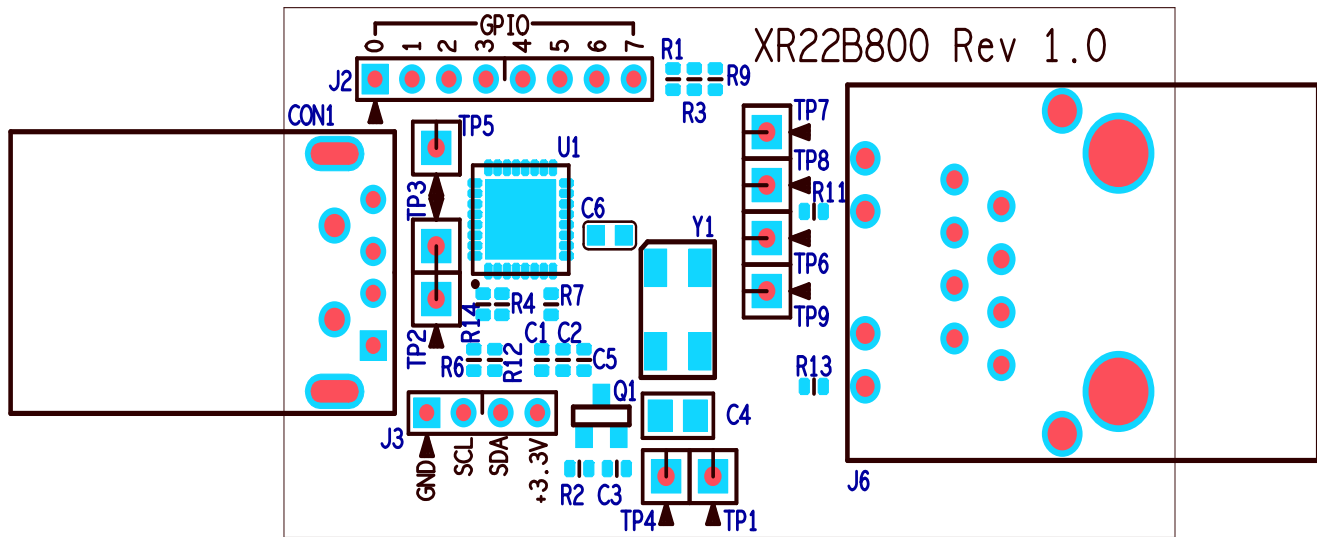 GPIO
XR22B800 Rev 1.0
0 1 2 3 4 5 6 7
R1
J2
R9
R3
CON1
TP7
TP5
U1
TP8
TP3
R11
C6
Y1
TP6
R4
R7
TP9
R14
TP2
C1 C2
R6
R12
C5
R13
Q1
C4
J3
GND
SCL
SDA
+3.3V
J6
R2
C3
TP4
TP1